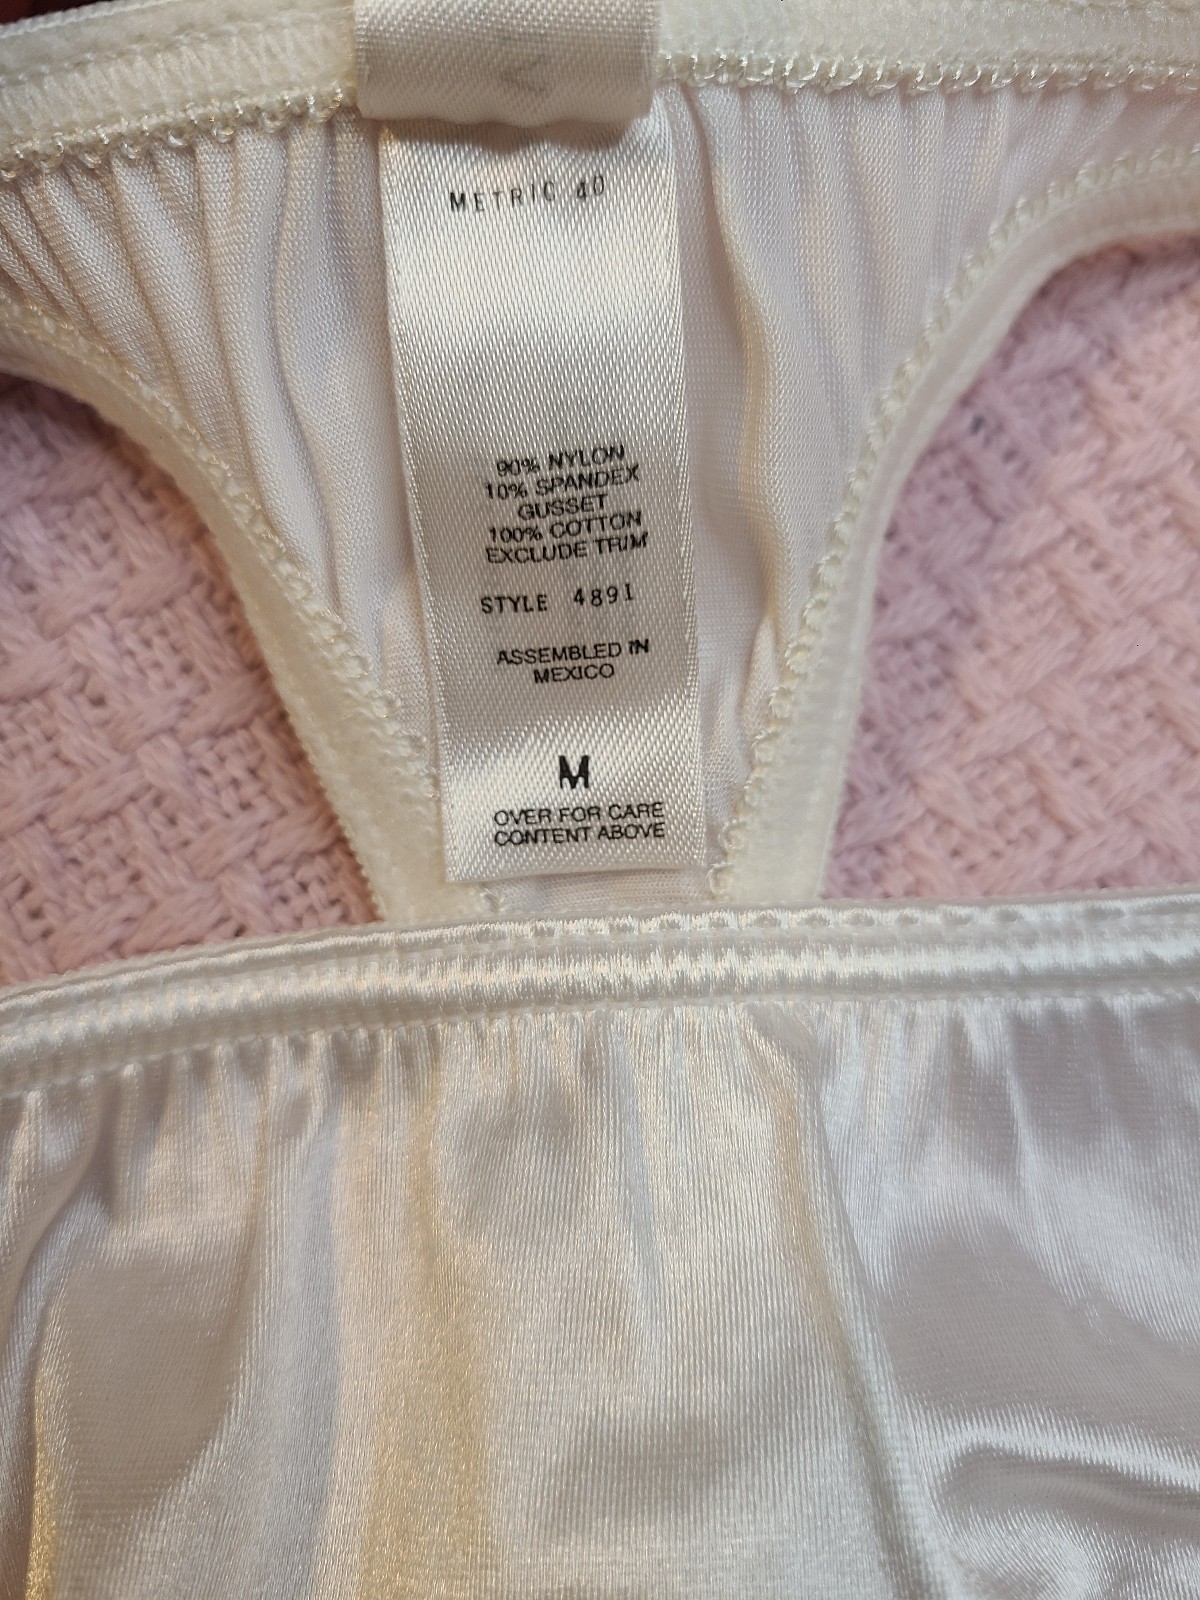 METRIC 40
90% NYLON
10% SPANDEX
GUSSET
100% COTTON
EXCLUDE TRIM
STYLE 4891
ASSEMBLED IN
MEXICO
M
OVER FOR CARE
CONTENT ABOVE